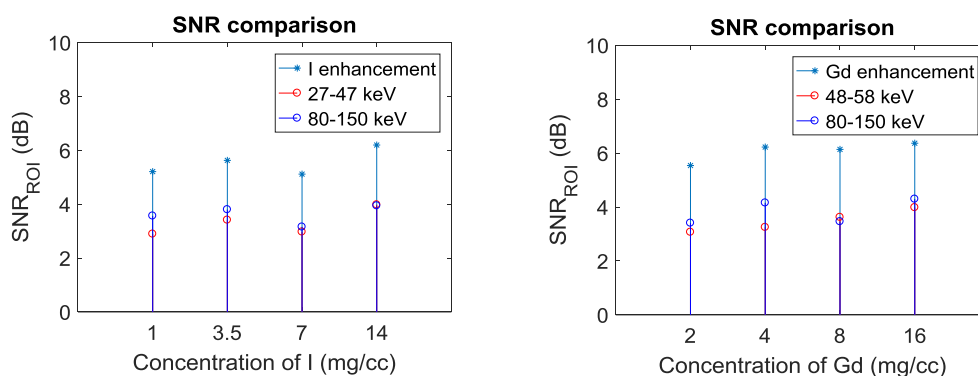 SNR comparison
10
8
6
4
2
0
SNR_ROI (dB)
I enhancement
27-47 keV
80-150 keV
1 3.5 7 14
Concentration of I (mg/cc)
SNR comparison
10
8
6
4
2
0
SNR_ROI (dB)
Gd enhancement
48-58 keV
80-150 keV
2 4 8 16
Concentration of Gd (mg/cc)